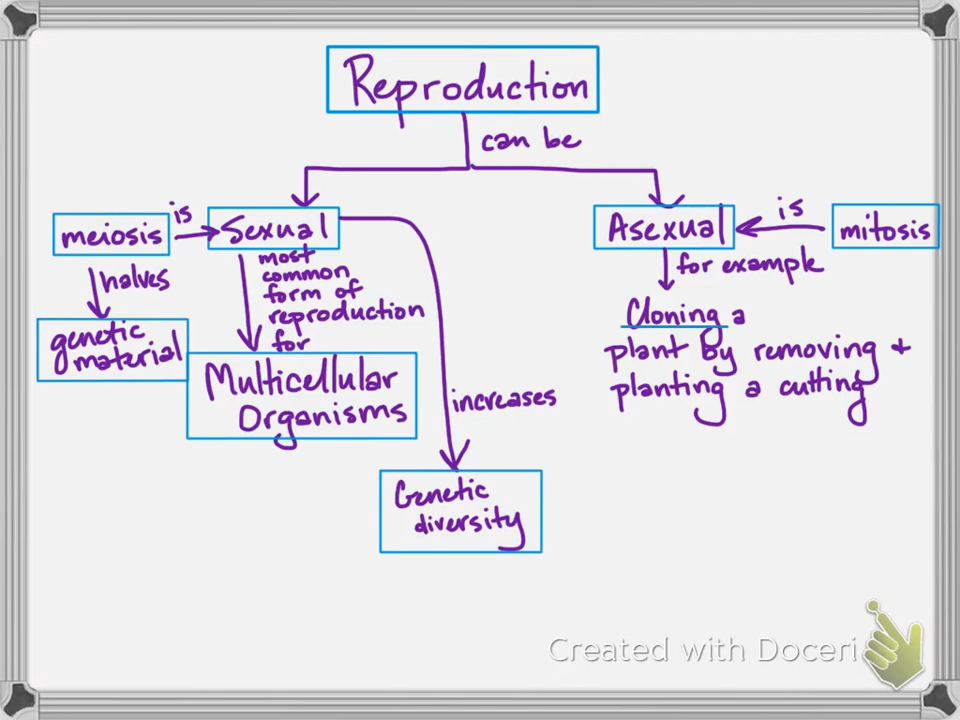 Reproduction
can be
meiosis
is
Sexual
Asexual
is
mitosis
halves
genetic
material
most
common
form of
reproduction
for
Multicellular
Organisms
increases
Genetic
diversity
for example
Cloning a
plant by removing +
planting a cutting
Created with Doceri